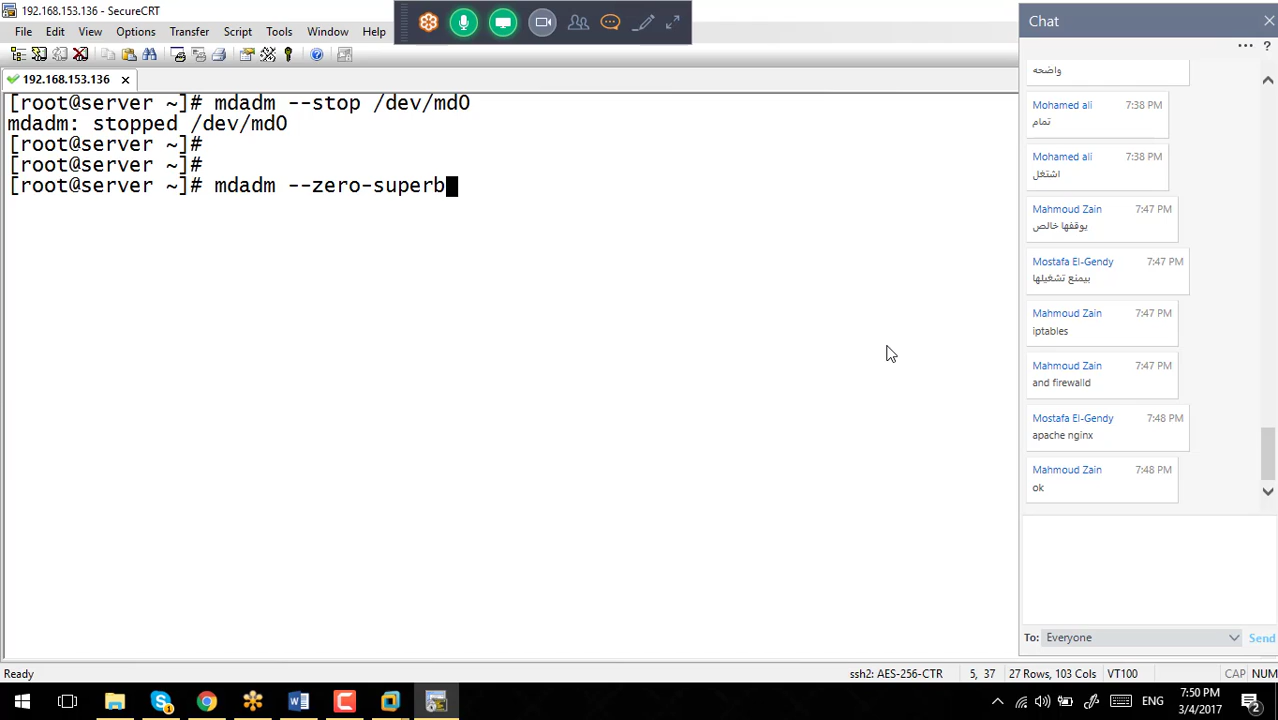 192.168.153.136 - SecureCRT
File Edit View Options Transfer Script Tools Window Help
192.168.153.136
[root@server ~]# mdadm --stop /dev/md0
mdadm: stopped /dev/md0
[root@server ~]#
[root@server ~]#
[root@server ~]# mdadm --zero-superb
Ready
ssh2: AES-256-CTR 5, 37 27 Rows, 103 Cols VT100 CAP NUM
Chat
واضحه
Mohamed ali 7:38 PM
تمام
Mohamed ali 7:38 PM
اشتغل
Mahmoud Zain 7:47 PM
يوقفها خالص
Mostafa El-Gendy 7:47 PM
بيمنع تشغيلها
Mahmoud Zain 7:47 PM
iptables
Mahmoud Zain 7:47 PM
and firewalld
Mostafa El-Gendy 7:48 PM
apache nginx
Mahmoud Zain 7:48 PM
ok
To: Everyone Send
ENG
7:50 PM
3/4/2017
2